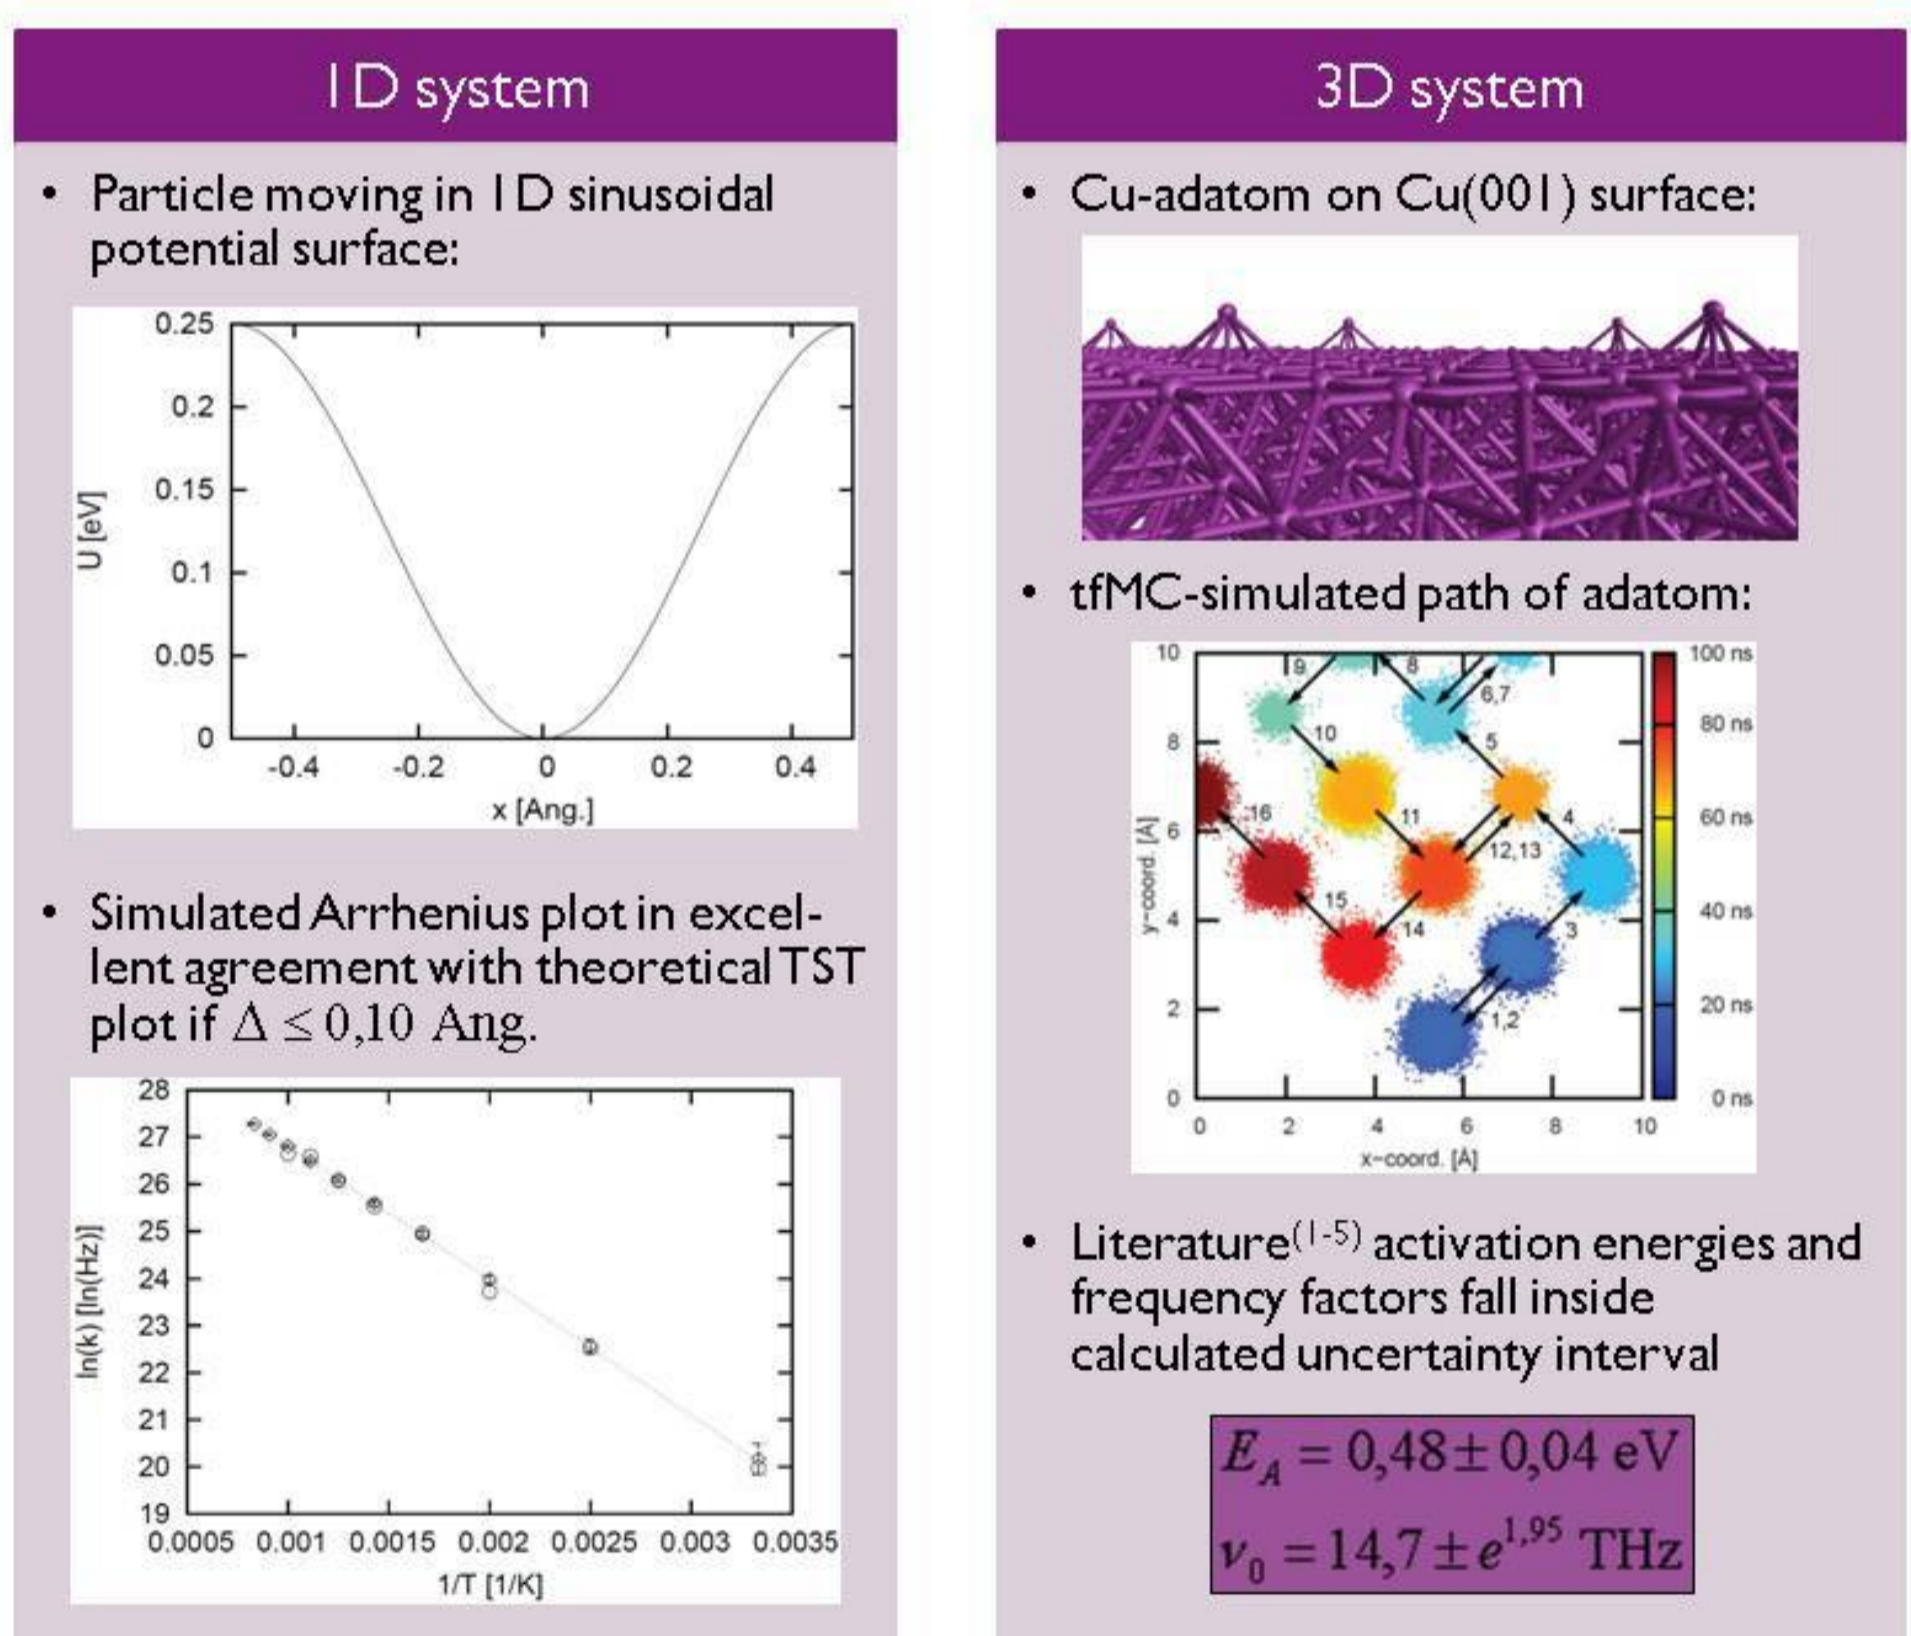 1D system
• Particle moving in 1D sinusoidal
potential surface:
0.25
0.2
0.15
0.1
0.05
0
U [eV]
-0.4 -0.2 0 0.2 0.4
x [Ang.]
• Simulated Arrhenius plot in excel-
lent agreement with theoretical TST
plot if Δ ≤ 0,10 Ang.
28
27
26
25
24
23
22
21
20
19
ln(k) [ln(Hz)]
0.0005 0.001 0.0015 0.002 0.0025 0.003 0.0035
1/T [1/K]
3D system
• Cu-adatom on Cu(001) surface:
• tfMC-simulated path of adatom:
10
8
6
4
2
0
y-coord. [Å]
9 8 6,7
10 5
16 11 12,13 4
15 14 3
1,2
0 2 4 6 8 10
x-coord. [Å]
100 ns
80 ns
60 ns
40 ns
20 ns
0 ns
• Literature(1-5) activation energies and
frequency factors fall inside
calculated uncertainty interval
E_A = 0,48 ± 0,04 eV
ν_0 = 14,7 ± e^1,95 THz